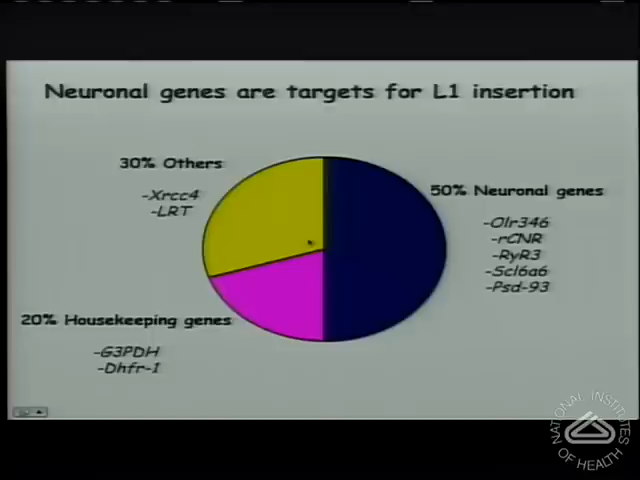 Neuronal genes are targets for L1 insertion
30% Others
-Xrcc4
-LRT
50% Neuronal genes
-Olr346
-rCNR
-RyR3
-Scl6a6
-Psd-93
20% Housekeeping genes
-G3PDH
-Dhfr-1
NATIONAL INSTITUTES
OF HEALTH